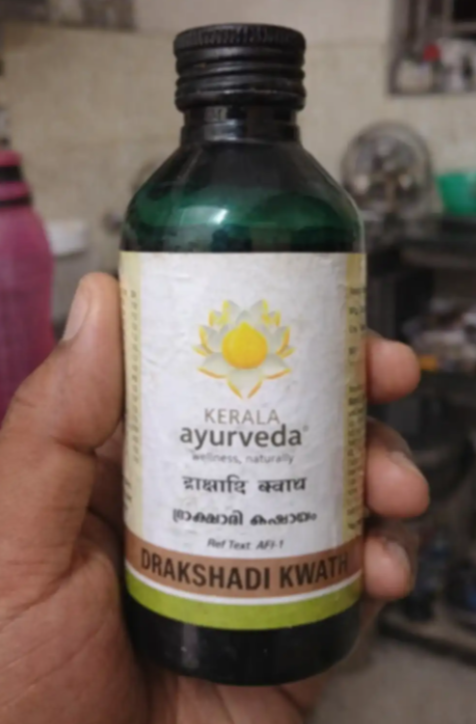 KERALA
ayurveda®
wellness, naturally
द्राक्षादि क्वाथ
ദ്രാക്ഷാദി കഷായം
Ref Text: AFI-1
DRAKSHADI KWATH